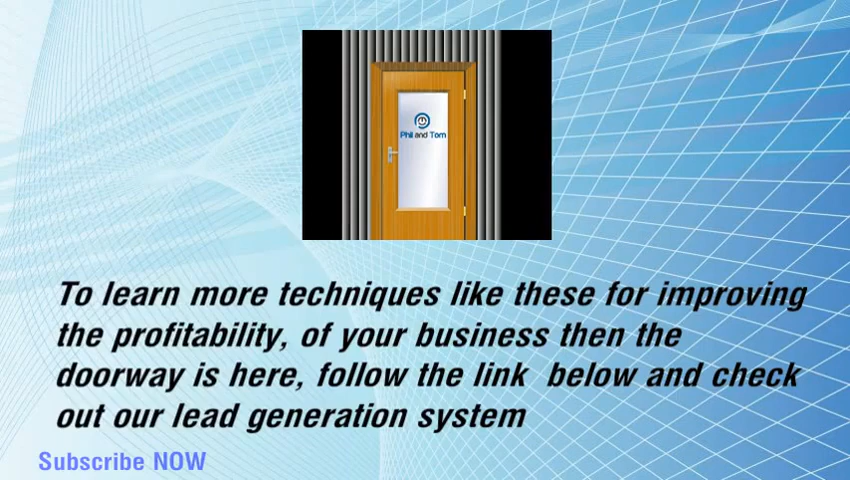 Phil and Tom
To learn more techniques like these for improving
the profitability, of your business then the
doorway is here, follow the link below and check
out our lead generation system
Subscribe NOW